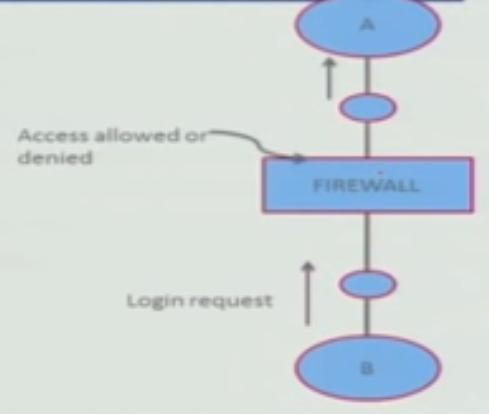 A
Access allowed or
denied
FIREWALL
Login request
B